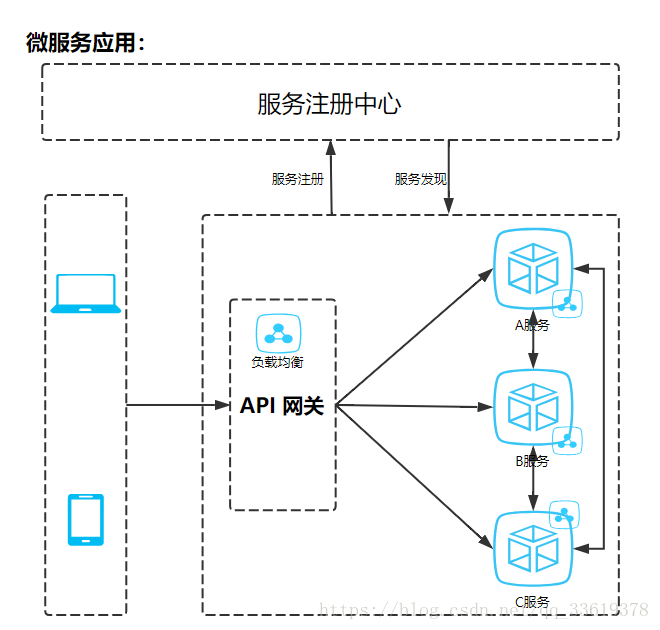 微服务应用：
服务注册中心
服务注册
服务发现
负载均衡
API 网关
A服务
B服务
C服务
https://blog.csdn.net/qq_33619378